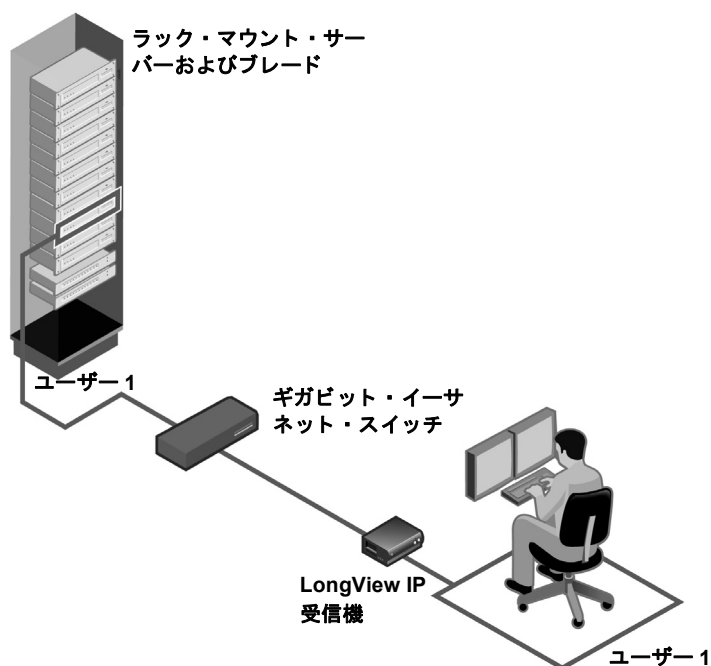 ラック・マウント・サー
バーおよびブレード
ユーザー 1
ギガビット・イーサ
ネット・スイッチ
LongView IP
受信機
ユーザー 1